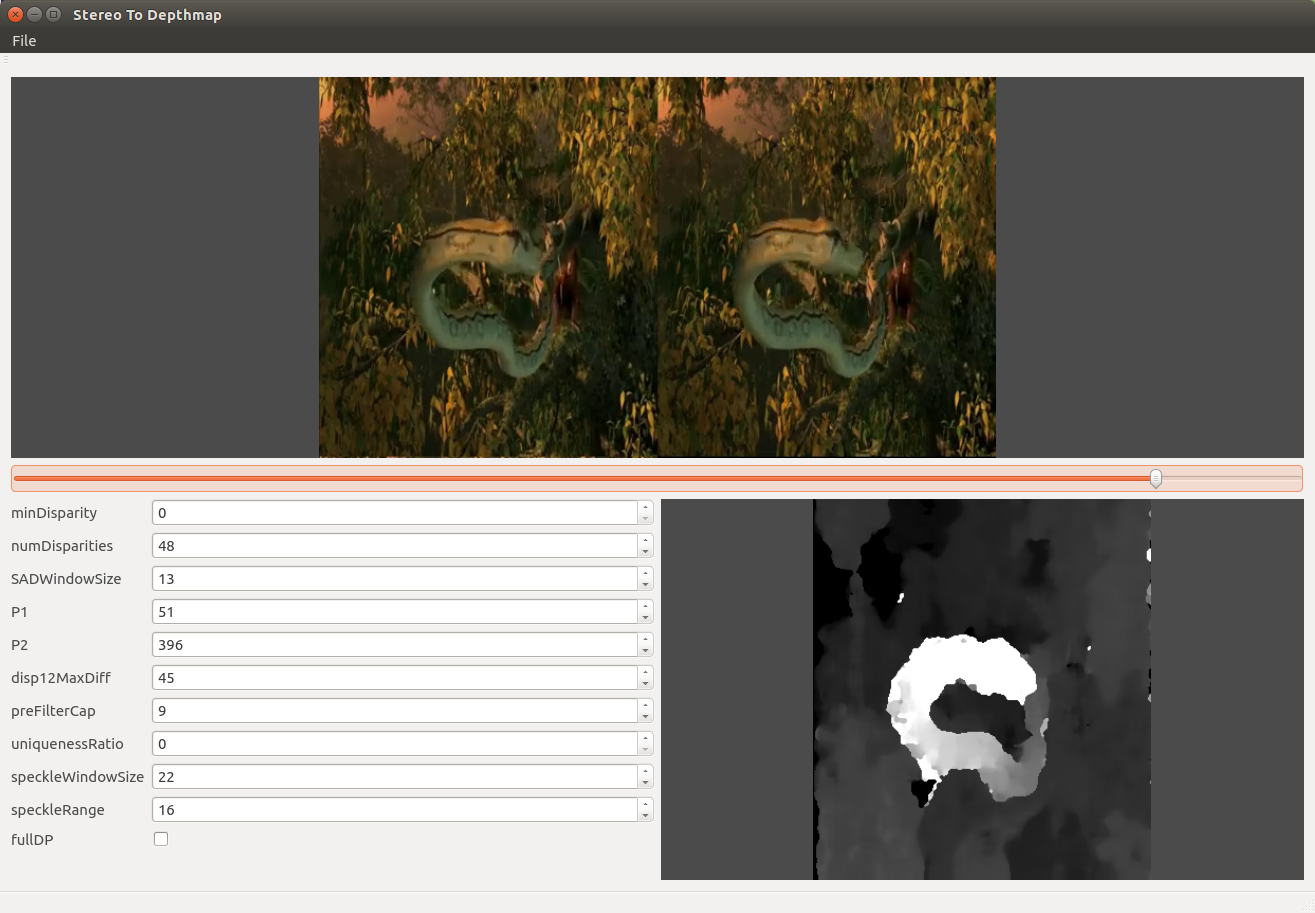 Stereo To Depthmap
File
minDisparity 0
numDisparities 48
SADWindowSize 13
P1 51
P2 396
disp12MaxDiff 45
preFilterCap 9
uniquenessRatio 0
speckleWindowSize 22
speckleRange 16
fullDP